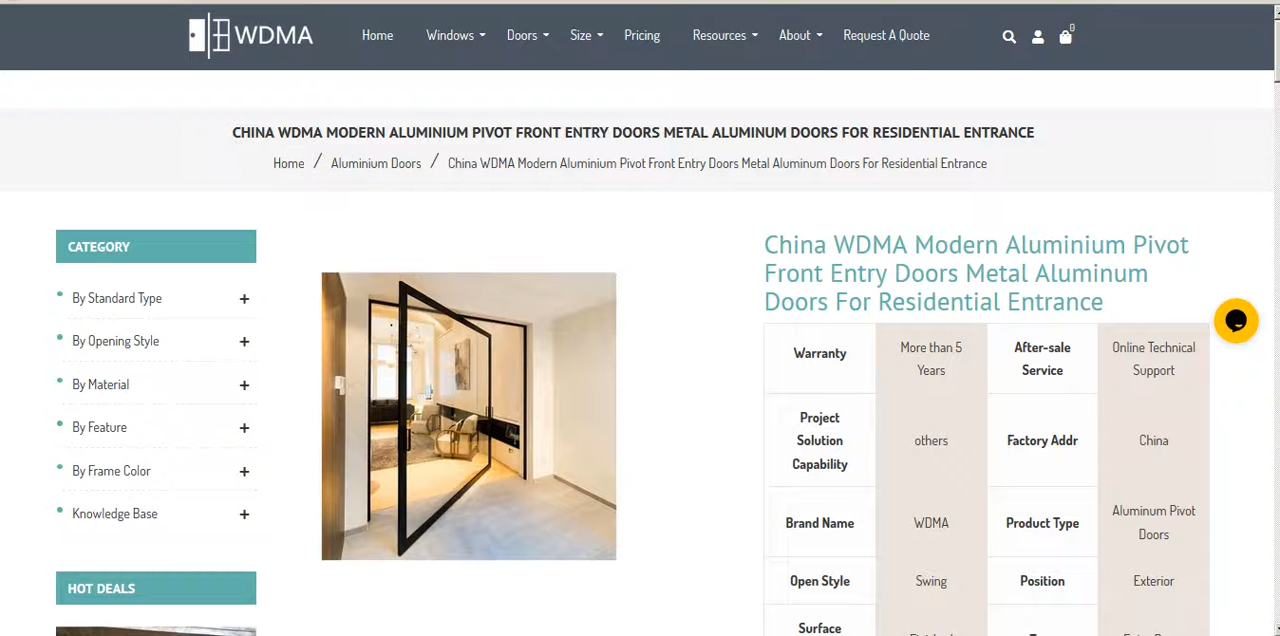 WDMA
Home Windows Doors Size Pricing Resources About Request A Quote
0
CHINA WDMA MODERN ALUMINIUM PIVOT FRONT ENTRY DOORS METAL ALUMINUM DOORS FOR RESIDENTIAL ENTRANCE
Home / Aluminium Doors / China WDMA Modern Aluminium Pivot Front Entry Doors Metal Aluminum Doors For Residential Entrance
CATEGORY
By Standard Type +
By Opening Style +
By Material +
By Feature +
By Frame Color +
Knowledge Base +
HOT DEALS
China WDMA Modern Aluminium Pivot
Front Entry Doors Metal Aluminum
Doors For Residential Entrance
Warranty
More than 5
Years
After-sale
Service
Online Technical
Support
Project
Solution
Capability
others
Factory Addr
China
Brand Name
WDMA
Product Type
Aluminum Pivot
Doors
Open Style
Swing
Position
Exterior
Surface